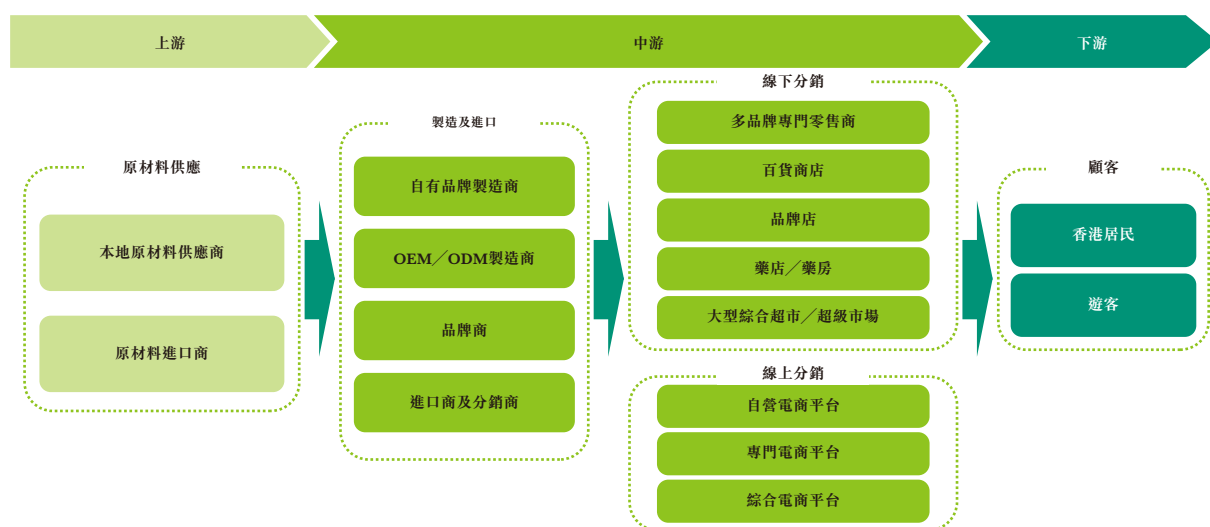 上游
中游
下游
原材料供應
本地原材料供應商
原材料進口商
製造及進口
自有品牌製造商
OEM／ODM製造商
品牌商
進口商及分銷商
線下分銷
多品牌專門零售商
百貨商店
品牌店
藥店／藥房
大型綜合超市／超級市場
線上分銷
自營電商平台
專門電商平台
綜合電商平台
顧客
香港居民
遊客